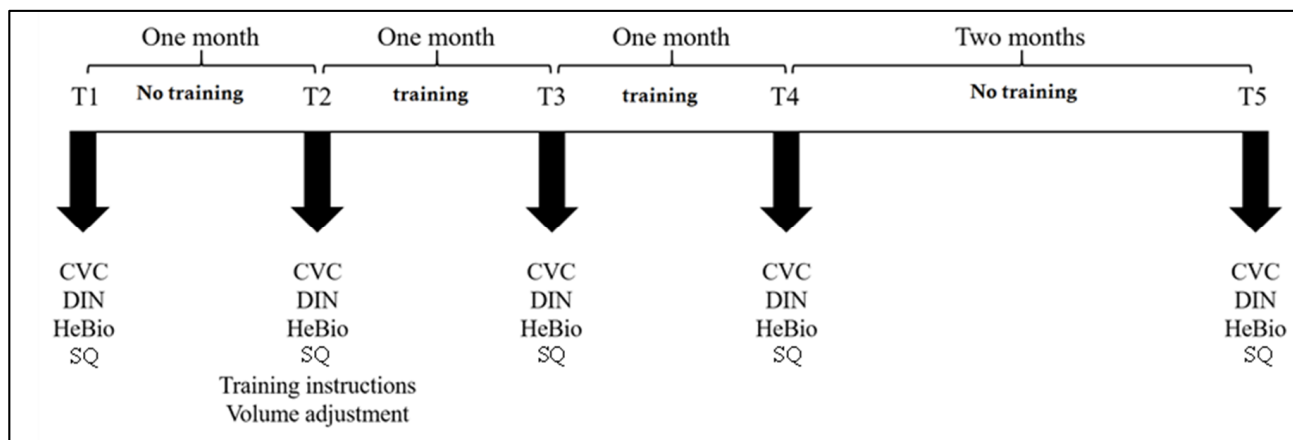 One month One month One month Two months
T1 No training T2 training T3 training T4 No training T5
CVC CVC CVC CVC CVC
DIN DIN DIN DIN DIN
HeBio HeBio HeBio HeBio HeBio
SQ SQ SQ SQ SQ
Training instructions
Volume adjustment